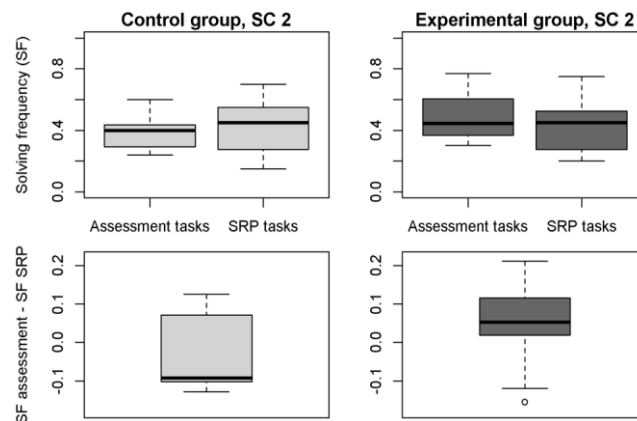 Control group, SC 2
Experimental group, SC 2
Solving frequency (SF)
0.8
0.4
0.0
0.8
0.4
0.0
Assessment tasks SRP tasks
Assessment tasks SRP tasks
SF assessment - SF SRP
0.2
0.1
0.0
-0.1
0.2
0.1
0.0
-0.1